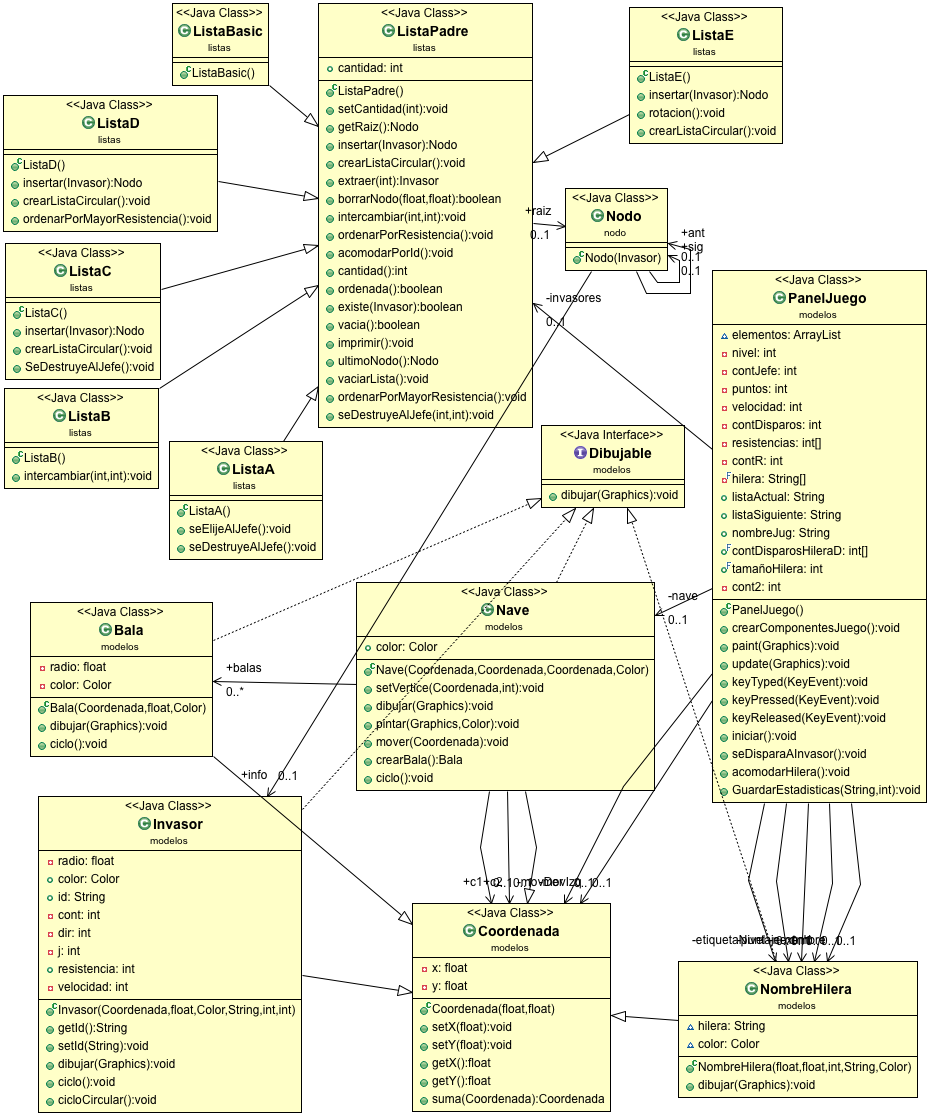 <<Java Class>>
ListaBasic
listas
ListaBasic()
<<Java Class>>
ListaPadre
listas
cantidad: int
ListaPadre()
setCantidad(int):void
getRaiz():Nodo
insertar(Invasor):Nodo
crearListaCircular():void
extraer(int):Invasor
borrarNodo(float,float):boolean
intercambiar(int,int):void
ordenarPorResistencia():void
acomodarPorId():void
cantidad():int
ordenada():boolean
existe(Invasor):boolean
vacia():boolean
imprimir():void
ultimoNodo():Nodo
vaciarLista():void
ordenarPorMayorResistencia():void
seDestruyeAlJefe(int,int):void
<<Java Class>>
ListaE
listas
ListaE()
insertar(Invasor):Nodo
rotacion():void
crearListaCircular():void
<<Java Class>>
ListaD
listas
ListaD()
insertar(Invasor):Nodo
crearListaCircular():void
ordenarPorMayorResistencia():void
<<Java Class>>
Nodo
nodo
Nodo(Invasor)
+raiz
0..1
+ant
+sig
0..1
0..1
<<Java Class>>
ListaC
listas
ListaC()
insertar(Invasor):Nodo
crearListaCircular():void
SeDestruyeAlJefe():void
-invasores
0..1
<<Java Class>>
PanelJuego
modelos
elementos: ArrayList
nivel: int
contJefe: int
puntos: int
velocidad: int
contDisparos: int
resistencias: int[]
contR: int
hilera: String[]
listaActual: String
listaSiguiente: String
nombreJug: String
contDisparosHileraD: int[]
tamañoHilera: int
cont2: int
PanelJuego()
crearComponentesJuego():void
paint(Graphics):void
update(Graphics):void
keyTyped(KeyEvent):void
keyPressed(KeyEvent):void
keyReleased(KeyEvent):void
iniciar():void
seDisparaAInvasor():void
acomodarHilera():void
GuardarEstadisticas(String,int):void
<<Java Class>>
ListaB
listas
ListaB()
intercambiar(int,int):void
<<Java Class>>
ListaA
listas
ListaA()
seElijeAlJefe():void
seDestruyeAlJefe():void
<<Java Interface>>
Dibujable
modelos
dibujar(Graphics):void
<<Java Class>>
Bala
modelos
radio: float
color: Color
Bala(Coordenada,float,Color)
dibujar(Graphics):void
ciclo():void
+balas
0..*
<<Java Class>>
Nave
modelos
color: Color
Nave(Coordenada,Coordenada,Coordenada,Color)
setVertice(Coordenada,int):void
dibujar(Graphics):void
pintar(Graphics,Color):void
mover(Coordenada):void
crearBala():Bala
ciclo():void
-nave
0..1
+info
0..1
<<Java Class>>
Invasor
modelos
radio: float
color: Color
id: String
cont: int
dir: int
j: int
resistencia: int
velocidad: int
Invasor(Coordenada,float,Color,String,int,int)
getId():String
setId(String):void
dibujar(Graphics):void
ciclo():void
cicloCircular():void
<<Java Class>>
Coordenada
modelos
x: float
y: float
Coordenada(float,float)
setX(float):void
setY(float):void
getX():float
getY():float
suma(Coordenada):Coordenada
<<Java Class>>
NombreHilera
modelos
hilera: String
color: Color
NombreHilera(float,float,int,String,Color)
dibujar(Graphics):void